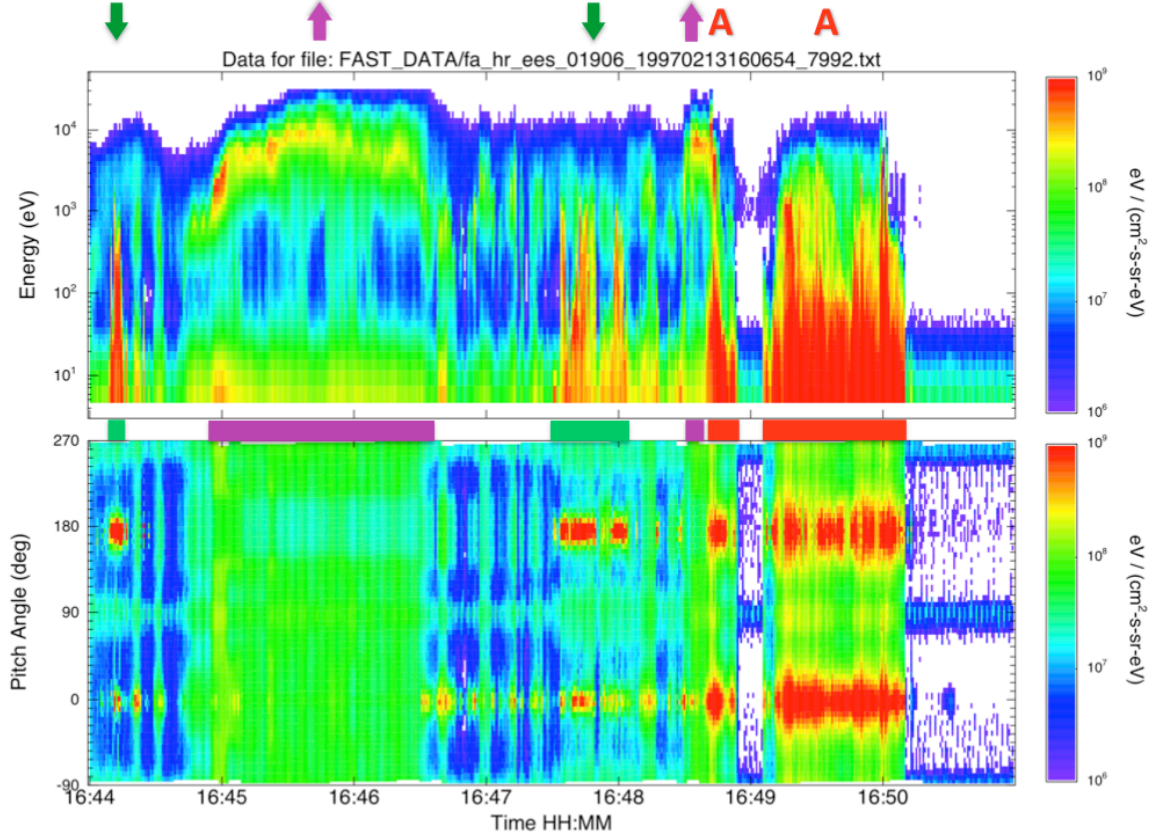 A A
Data for file: FAST_DATA/fa_hr_ees_01906_19970213160654_7992.txt
Energy (eV)
10⁴
10³
10²
10¹
10⁹
10⁸
10⁷
10⁶
eV / (cm²-s-sr-eV)
Pitch Angle (deg)
270
180
90
0
-90
10⁹
10⁸
10⁷
10⁶
eV / (cm²-s-sr-eV)
16:44 16:45 16:46 16:47 16:48 16:49 16:50
Time HH:MM